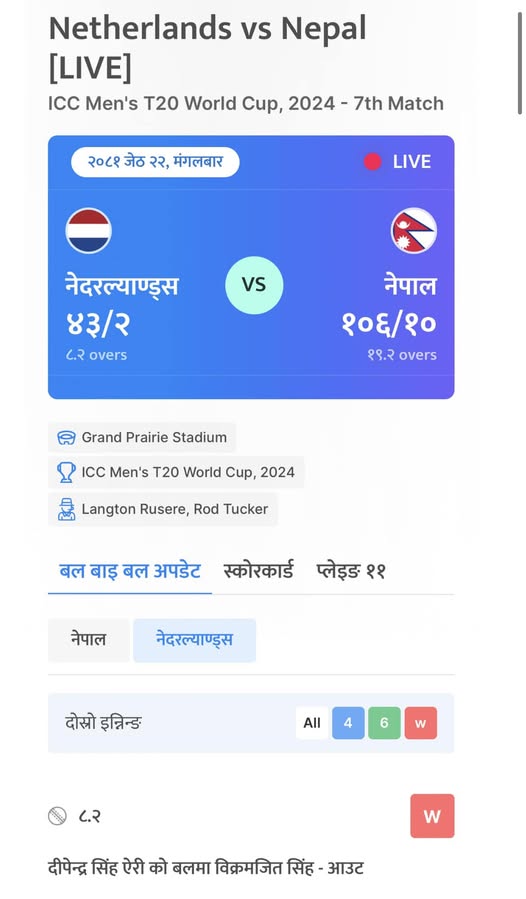 Netherlands vs Nepal
[LIVE]
ICC Men's T20 World Cup, 2024 - 7th Match
२०८१ जेठ २२, मंगलबार
LIVE
नेदरल्याण्ड्स
४३/२
८.२ overs
VS
नेपाल
१०६/१०
१९.२ overs
Grand Prairie Stadium
ICC Men's T20 World Cup, 2024
Langton Rusere, Rod Tucker
बल बाइ बल अपडेट स्कोरकार्ड प्लेइङ ११
नेपाल नेदरल्याण्ड्स
दोस्रो इन्निन्ङ All 4 6 w
८.२ W
दीपेन्द्र सिंह ऐरी को बलमा विक्रमजित सिंह - आउट